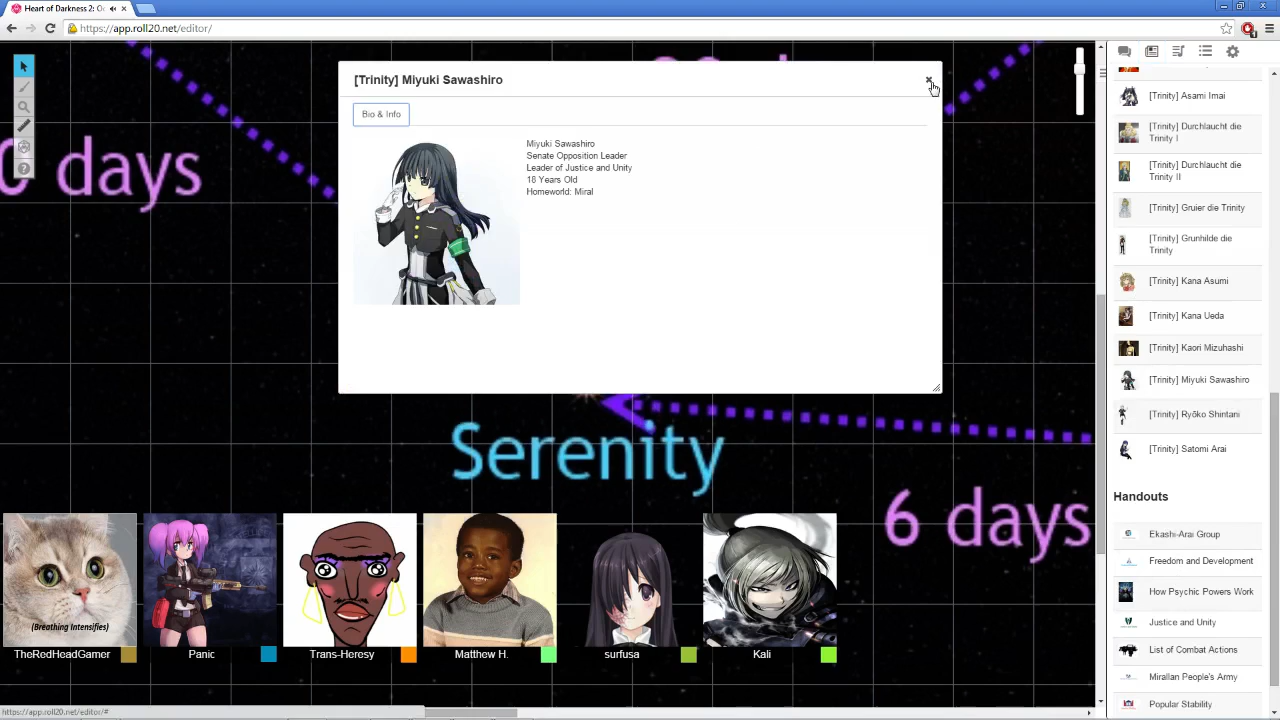 Heart of Darkness 2: O
https://app.roll20.net/editor/
0 days
[Trinity] Miyuki Sawashiro
Bio & Info
Miyuki Sawashiro
Senate Opposition Leader
Leader of Justice and Unity
18 Years Old
Homeworld: Miral
Serenity
6 days
(Breathing Intensifies)
TheRedHeadGamer
Panic
Trans-Heresy
Matthew H.
surfusa
Kali
[Trinity] Asami Imai
[Trinity] Durchlaucht die
Trinity I
[Trinity] Durchlaucht die
Trinity II
[Trinity] Gruier die Trinity
[Trinity] Grunhilde die
Trinity
[Trinity] Kana Asumi
[Trinity] Kana Ueda
[Trinity] Kaori Mizuhashi
[Trinity] Miyuki Sawashiro
[Trinity] Ryōko Shintani
[Trinity] Satomi Arai
Handouts
Ekashi-Arai Group
Freedom and Development
How Psychic Powers Work
Justice and Unity
List of Combat Actions
Mirallan People's Army
Popular Stability
https://app.roll20.net/editor/#